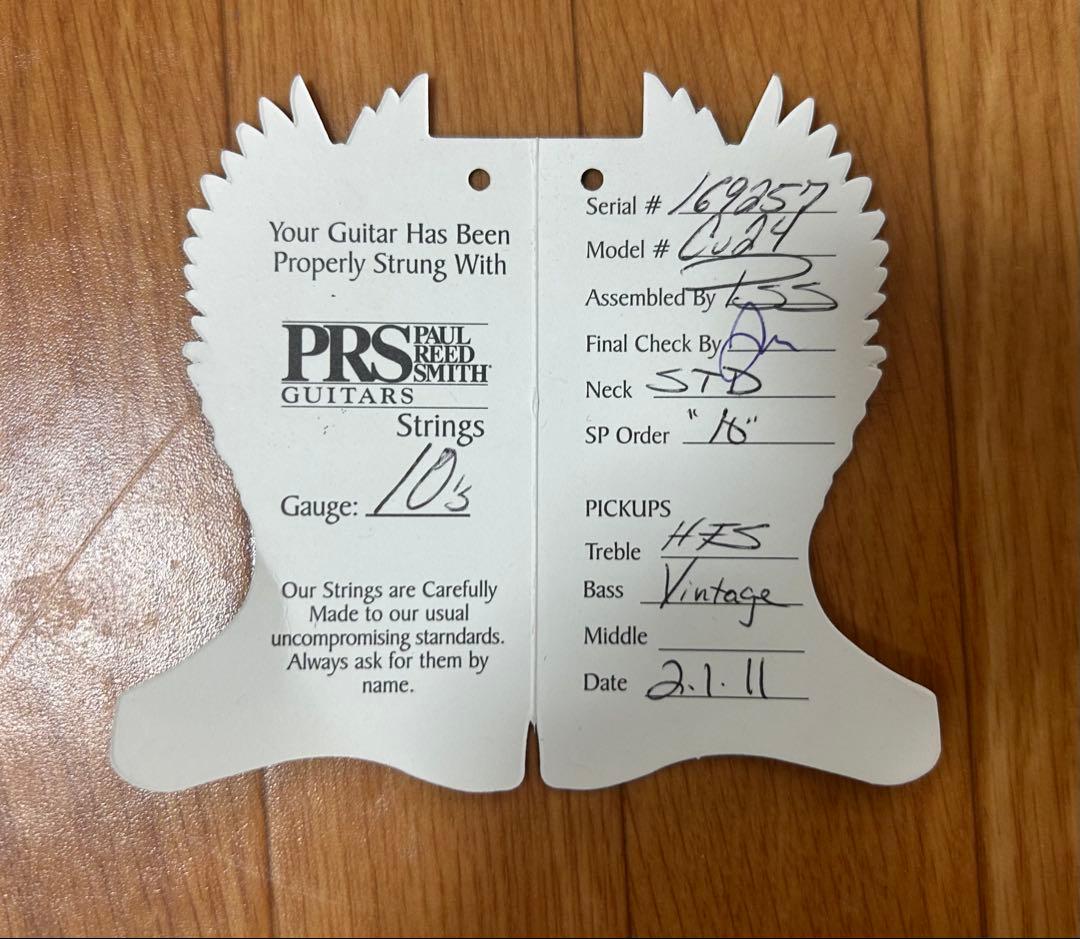 Your Guitar Has Been
Properly Strung With
PRS PAUL
REED
SMITH
GUITARS
Strings
Gauge: 10's
Our Strings are Carefully
Made to our usual
uncompromising starndards.
Always ask for them by
name.
Serial # 169257
Model # Cu24
Assembled By
Final Check By
Neck STD
SP Order
PICKUPS
Treble HFS
Bass Vintage
Middle
Date 2.1.11